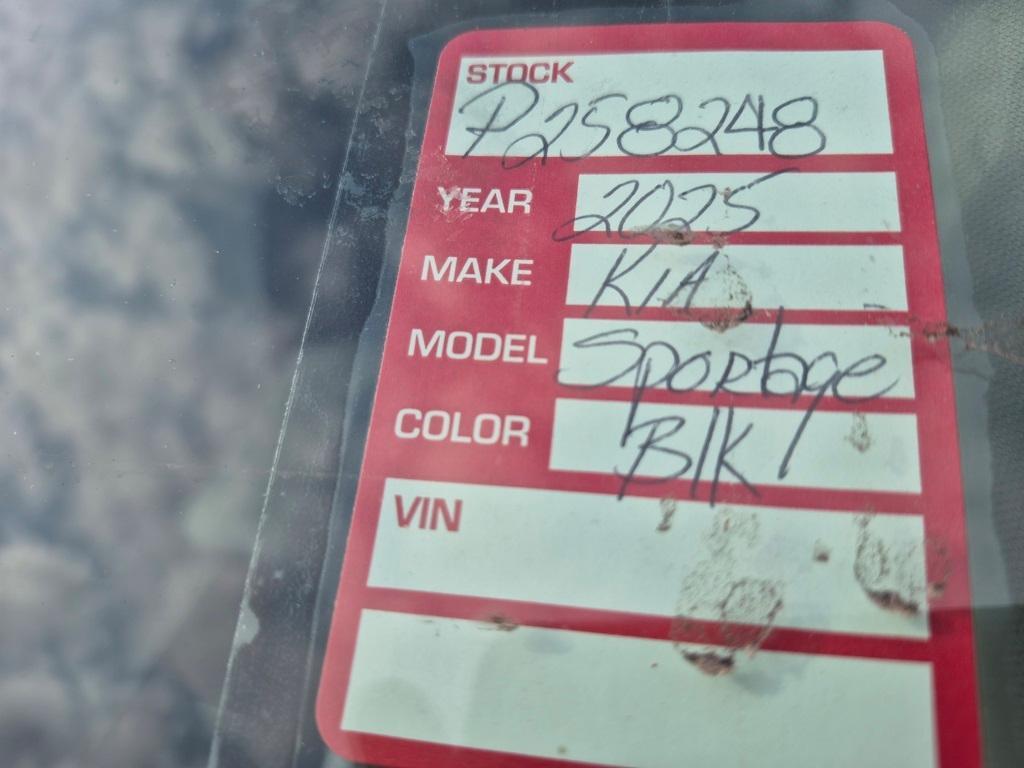 STOCK
P258248
YEAR 2025
MAKE KIA
MODEL Sportage
COLOR Blk
VIN